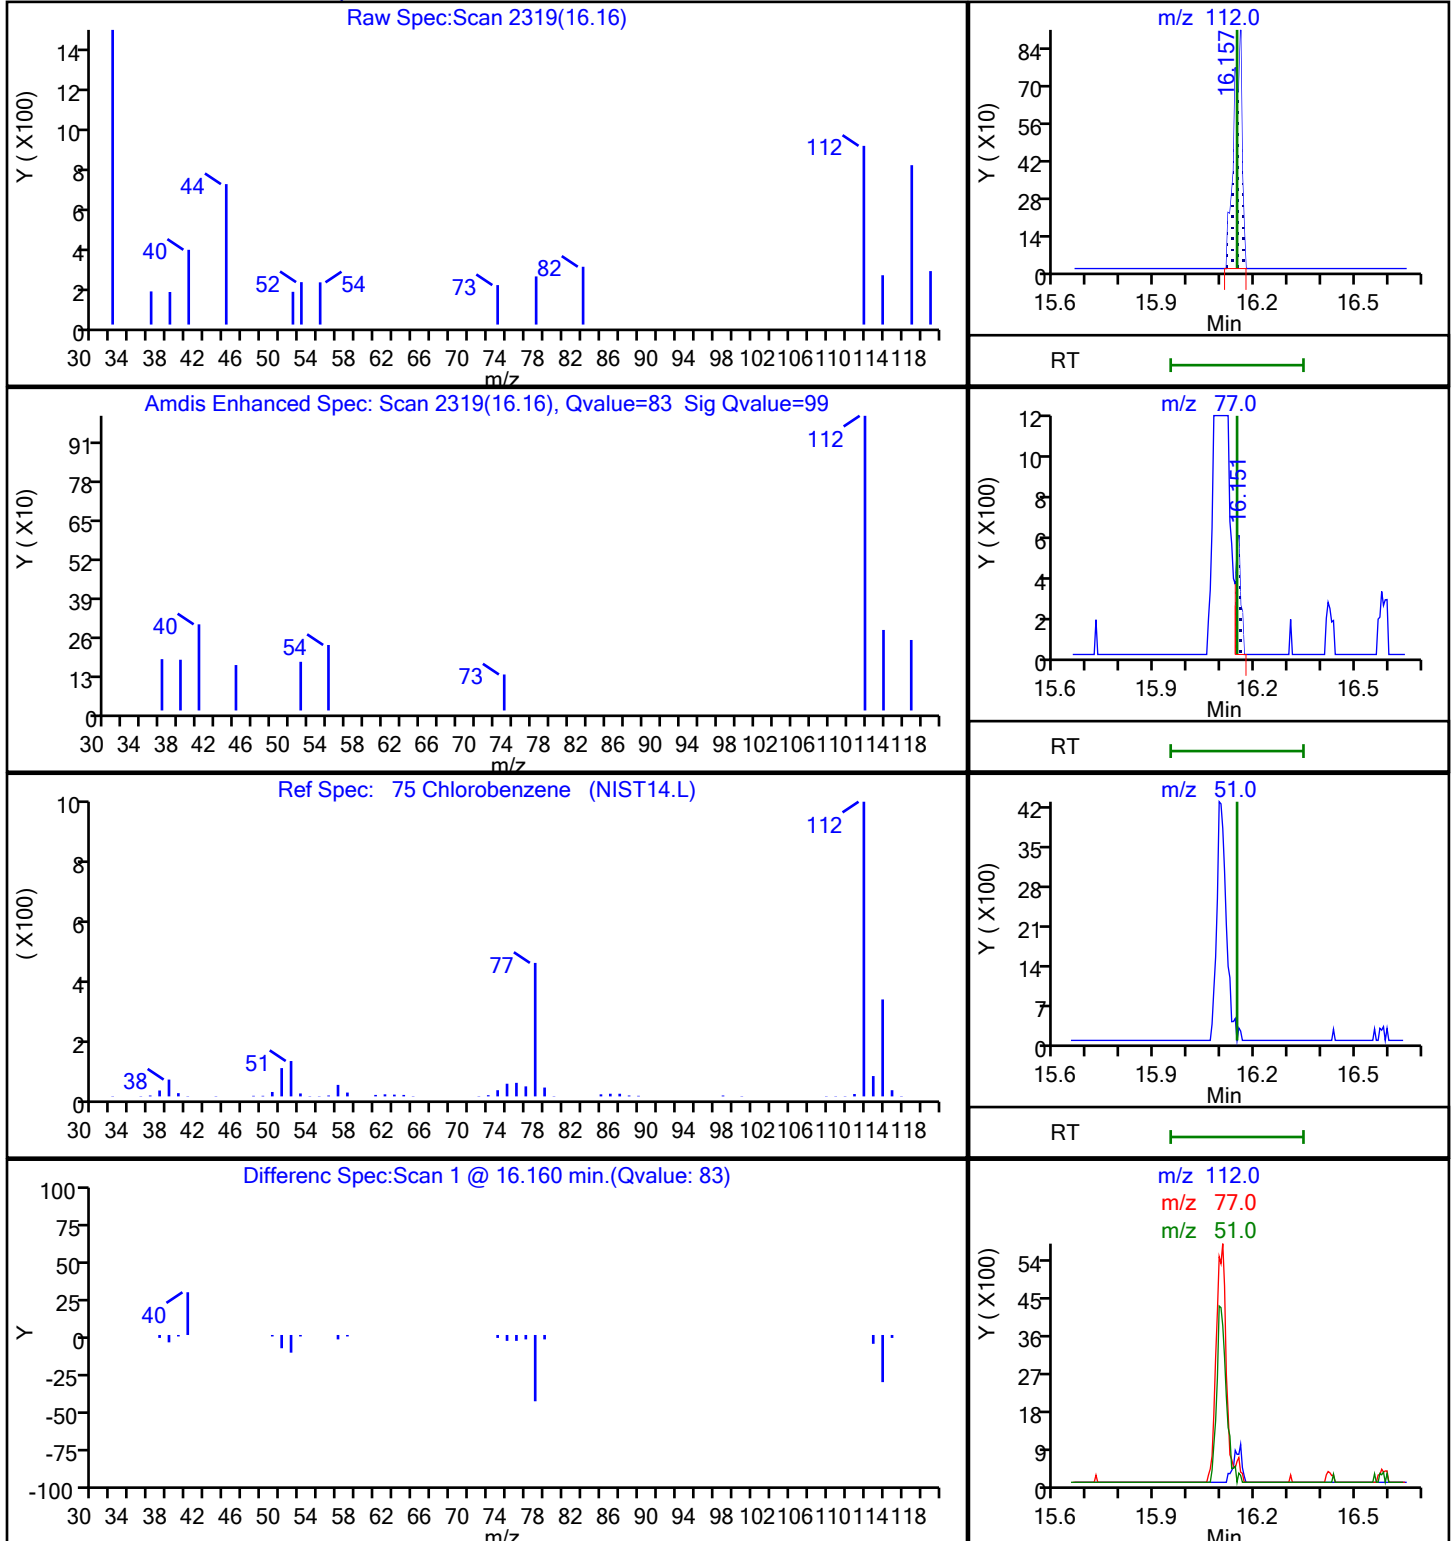 Raw Spec:Scan 2319(16.16)
Y ( X100)
14
12
10
8
6
4
2
0
40
44
52
54
73
82
112
30 34 38 42 46 50 54 58 62 66 70 74 78 82 86 90 94 98 102 106 110 114 118
m/z
m/z 112.0
Y ( X10)
84
70
56
42
28
14
0
16.157
15.6 15.9 16.2 16.5
Min
RT
Amdis Enhanced Spec: Scan 2319(16.16), Qvalue=83 Sig Qvalue=99
Y ( X10)
91
78
65
52
39
26
13
0
40
54
73
112
30 34 38 42 46 50 54 58 62 66 70 74 78 82 86 90 94 98 102 106 110 114 118
m/z
m/z 77.0
Y ( X100)
12
10
8
6
4
2
0
16.151
15.6 15.9 16.2 16.5
Min
RT
Ref Spec: 75 Chlorobenzene (NIST14.L)
( X100)
10
8
6
4
2
0
38
51
77
112
30 34 38 42 46 50 54 58 62 66 70 74 78 82 86 90 94 98 102 106 110 114 118
m/z 51.0
Y ( X100)
42
35
28
21
14
7
0
15.6 15.9 16.2 16.5
Min
RT
Differenc Spec:Scan 1 @ 16.160 min.(Qvalue: 83)
Y
100
75
50
25
0
-25
-50
-75
-100
40
30 34 38 42 46 50 54 58 62 66 70 74 78 82 86 90 94 98 102 106 110 114 118
m/z
m/z 112.0
m/z 77.0
m/z 51.0
Y ( X100)
54
45
36
27
18
9
0
15.6 15.9 16.2 16.5
Min